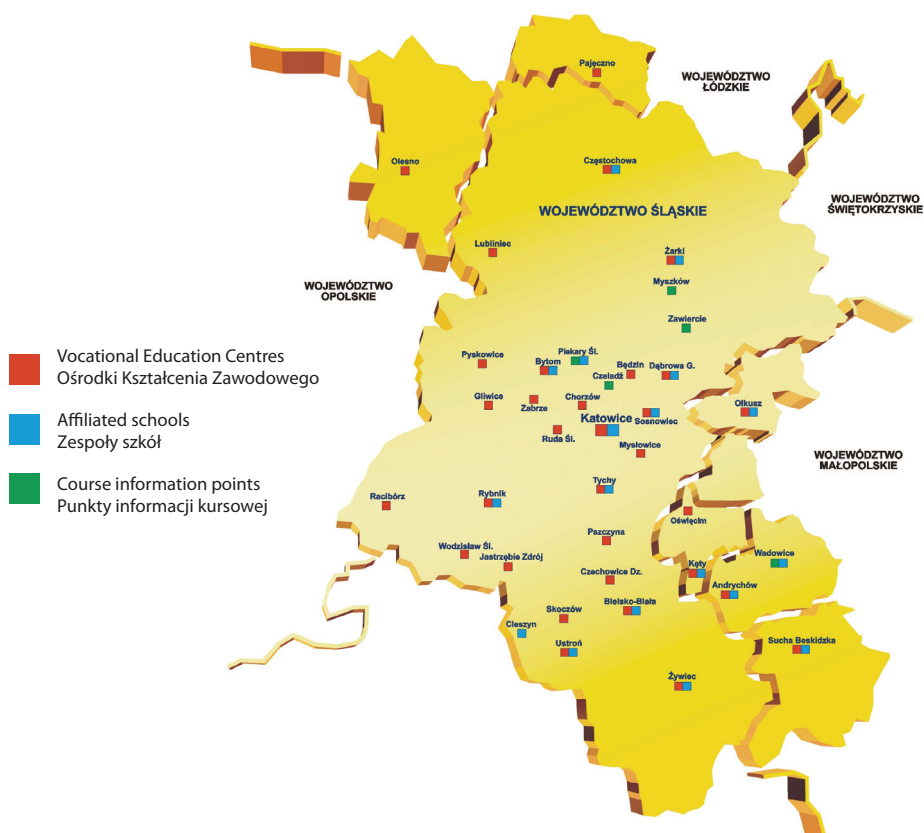 Pajęczno
WOJEWÓDZTWO
ŁÓDZKIE
Olesno
Częstochowa
WOJEWÓDZTWO
ŚWIĘTOKRZYSKIE
WOJEWÓDZTWO ŚLĄSKIE
Lubliniec
Żarki
WOJEWÓDZTWO
OPOLSKIE
Myszków
Zawiercie
Vocational Education Centres
Ośrodki Kształcenia Zawodowego
Pyskowice
Bytom
Piekary Śl.
Czeladź
Będzin
Dąbrowa G.
Gliwice
Zabrze
Chorzów
Katowice
Sosnowiec
Olkusz
Affiliated schools
Zespoły szkół
Ruda Śl.
Mysłowice
WOJEWÓDZTWO
MAŁOPOLSKIE
Course information points
Punkty informacji kursowej
Racibórz
Rybnik
Tychy
Oświęcim
Wodzisław Śl.
Jastrzębie Zdrój
Pszczyna
Wadowice
Czechowice Dz.
Kęty
Andrychów
Skoczów
Bielsko-Biała
Cieszyn
Ustroń
Sucha Beskidzka
Żywiec